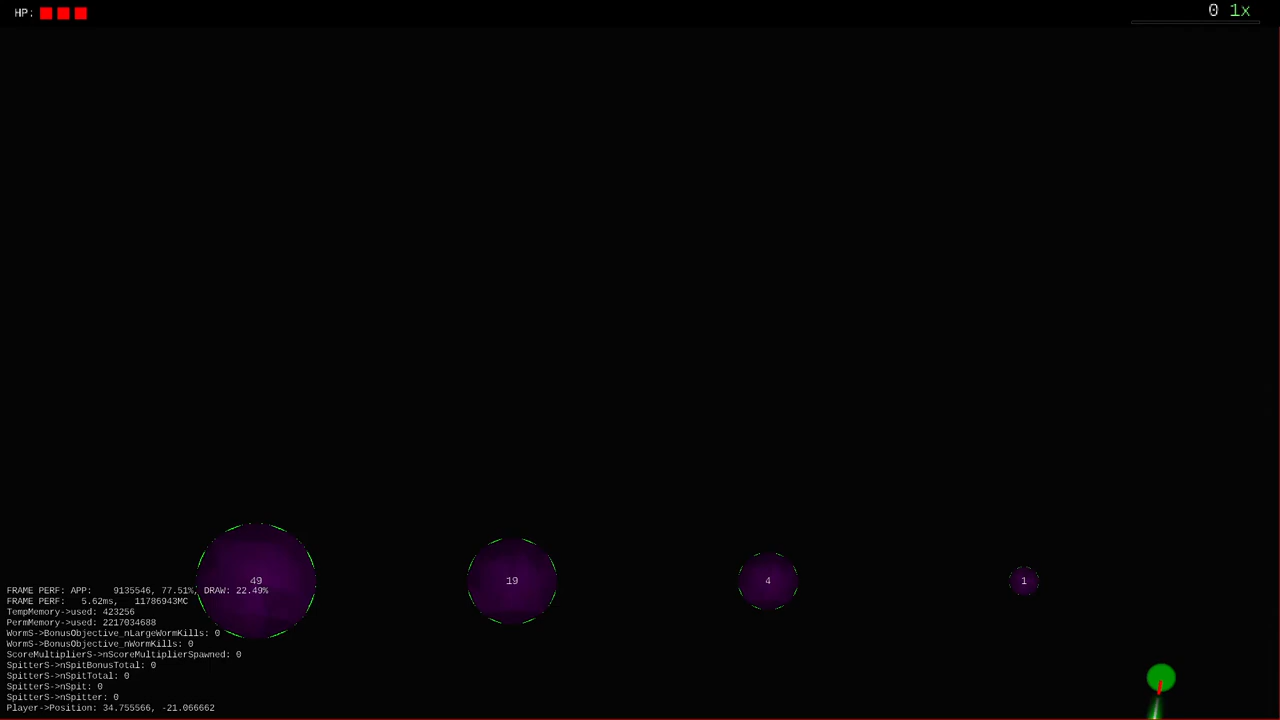 HP:
0 1x
49
19
4
1
FRAME PERF: APP:    9135546, 77.51%, DRAW: 22.49%
FRAME PERF:   5.62ms,   11786943MC
TempMemory->used: 423256
PermMemory->used: 2217034688
WormS->BonusObjective_nLargeWormKills: 0
WormS->BonusObjective_nWormKills: 0
ScoreMultiplierS->nScoreMultiplierSpawned: 0
SpitterS->nSpitBonusTotal: 0
SpitterS->nSpitTotal: 0
SpitterS->nSpit: 0
SpitterS->nSpitter: 0
Player->Position: 34.755566, -21.066662